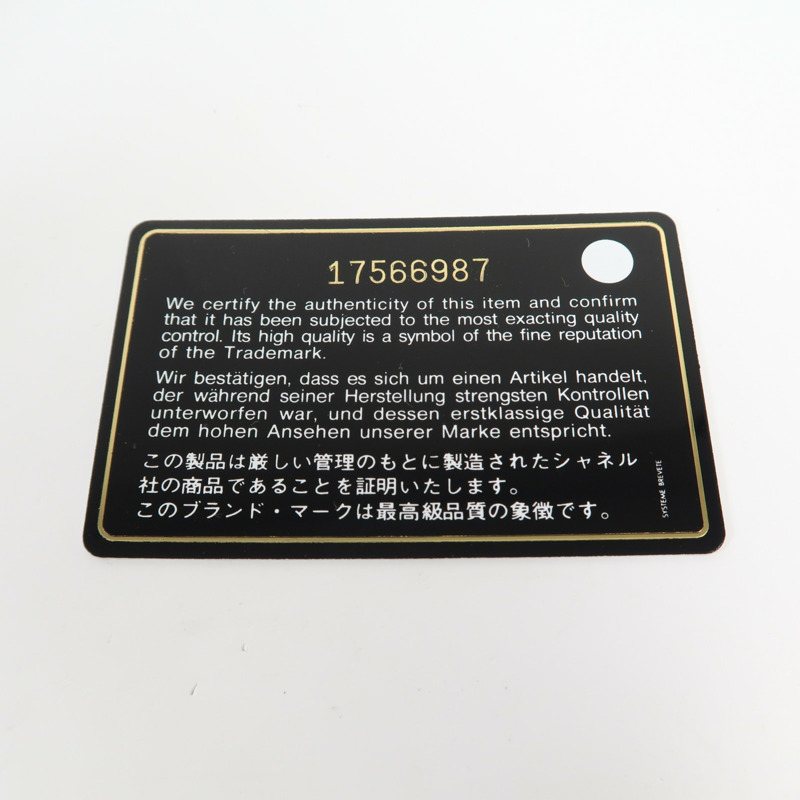 17566987
We certify the authenticity of this item and confirm
that it has been subjected to the most exacting quality
control. Its high quality is a symbol of the fine reputation
of the Trademark.
Wir bestätigen, dass es sich um einen Artikel handelt,
der während seiner Herstellung strengsten Kontrollen
unterworfen war, und dessen erstklassige Qualität
dem hohen Ansehen unserer Marke entspricht.
この製品は厳しい管理のもとに製造されたシャネル
社の商品であることを証明いたします。
このブランド・マークは最高級品質の象徴です。
SYSTEME BREVETE